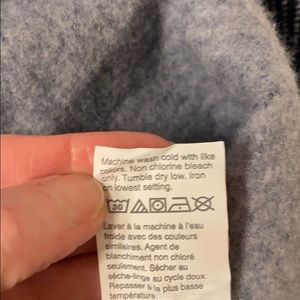 Machine wash cold with like
colors. Non chlorine bleach
only. Tumble dry low. Iron
on lowest setting.
30
Laver à la machine à l'eau
froide avec des couleurs
similaires. Agent de
blanchiment non chloré
seulement. Sécher au
sèche-linge au cycle doux.
Repasser à la plus basse
température.